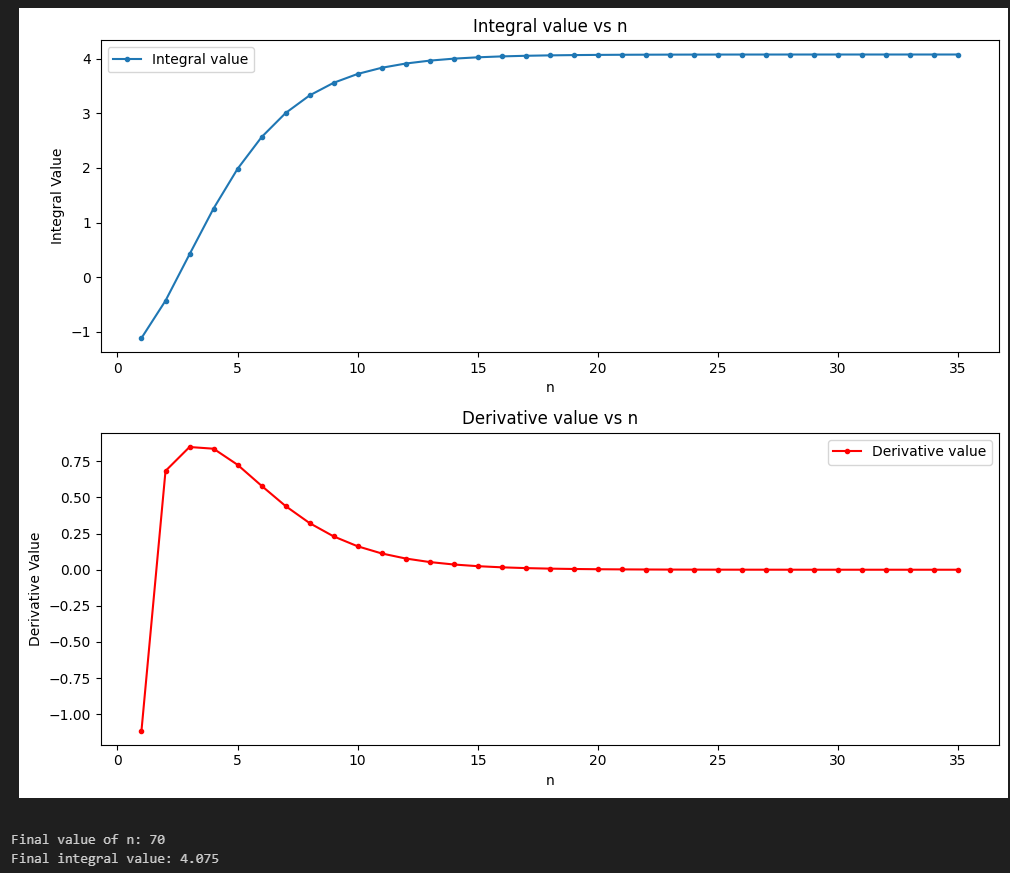 Integral value vs n
Integral value
4
3
2
1
0
−1
Integral Value
0 5 10 15 20 25 30 35
n
Derivative value vs n
Derivative value
0.75
0.50
0.25
0.00
−0.25
−0.50
−0.75
−1.00
Derivative Value
0 5 10 15 20 25 30 35
n
Final value of n: 70
Final integral value: 4.075